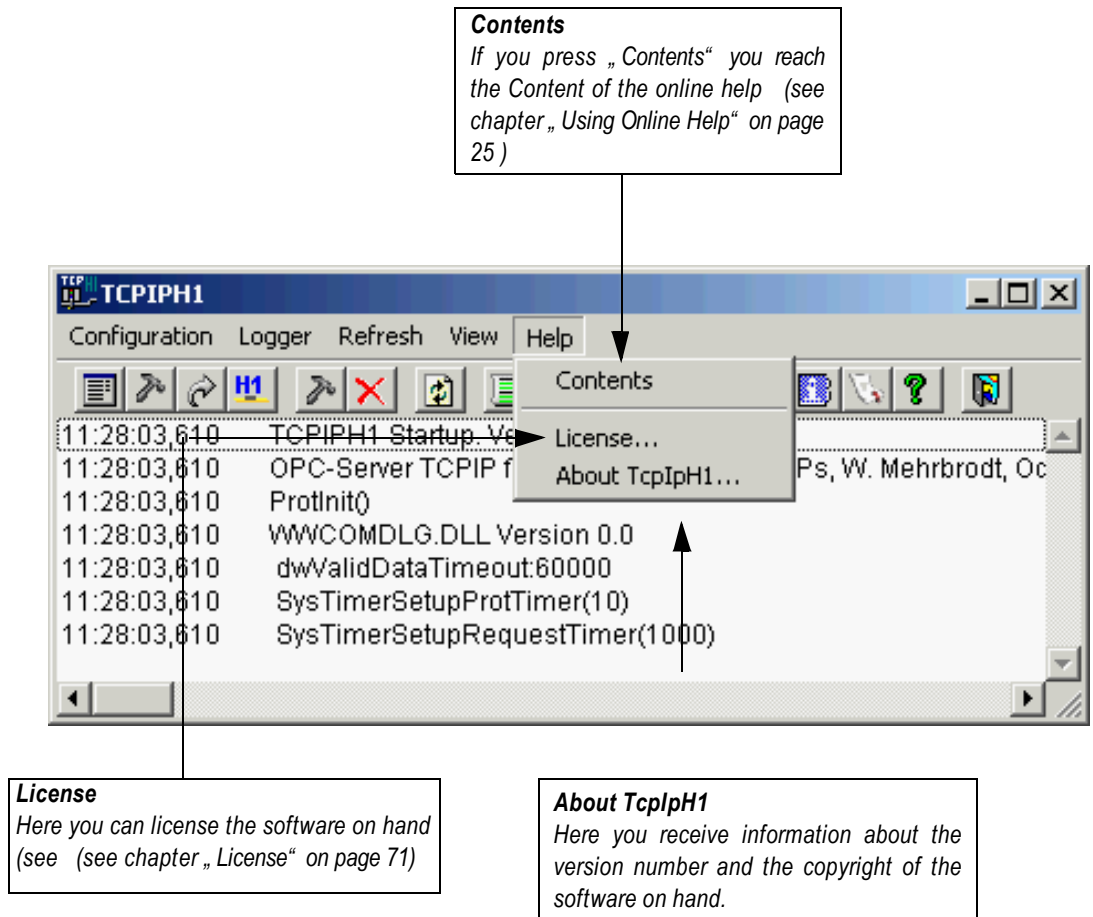 Contents
If you press „ Contents“ you reach
the Content of the online help (see
chapter „ Using Online Help“ on page
25 )
TCPIPH1
Configuration Logger Refresh View Help
H1
Contents
License...
About TcpIpH1...
11:28:03,610 TCPIPH1 Startup. Ve
11:28:03,610 OPC-Server TCPIP f Ps, W. Mehrbrodt, Oc
11:28:03,610 ProtInit()
11:28:03,610 WWCOMDLG.DLL Version 0.0
11:28:03,610 dwValidDataTimeout:60000
11:28:03,610 SysTimerSetupProtTimer(10)
11:28:03,610 SysTimerSetupRequestTimer(1000)
License
Here you can license the software on hand
(see (see chapter „ License“ on page 71)
About TcpIpH1
Here you receive information about the
version number and the copyright of the
software on hand.